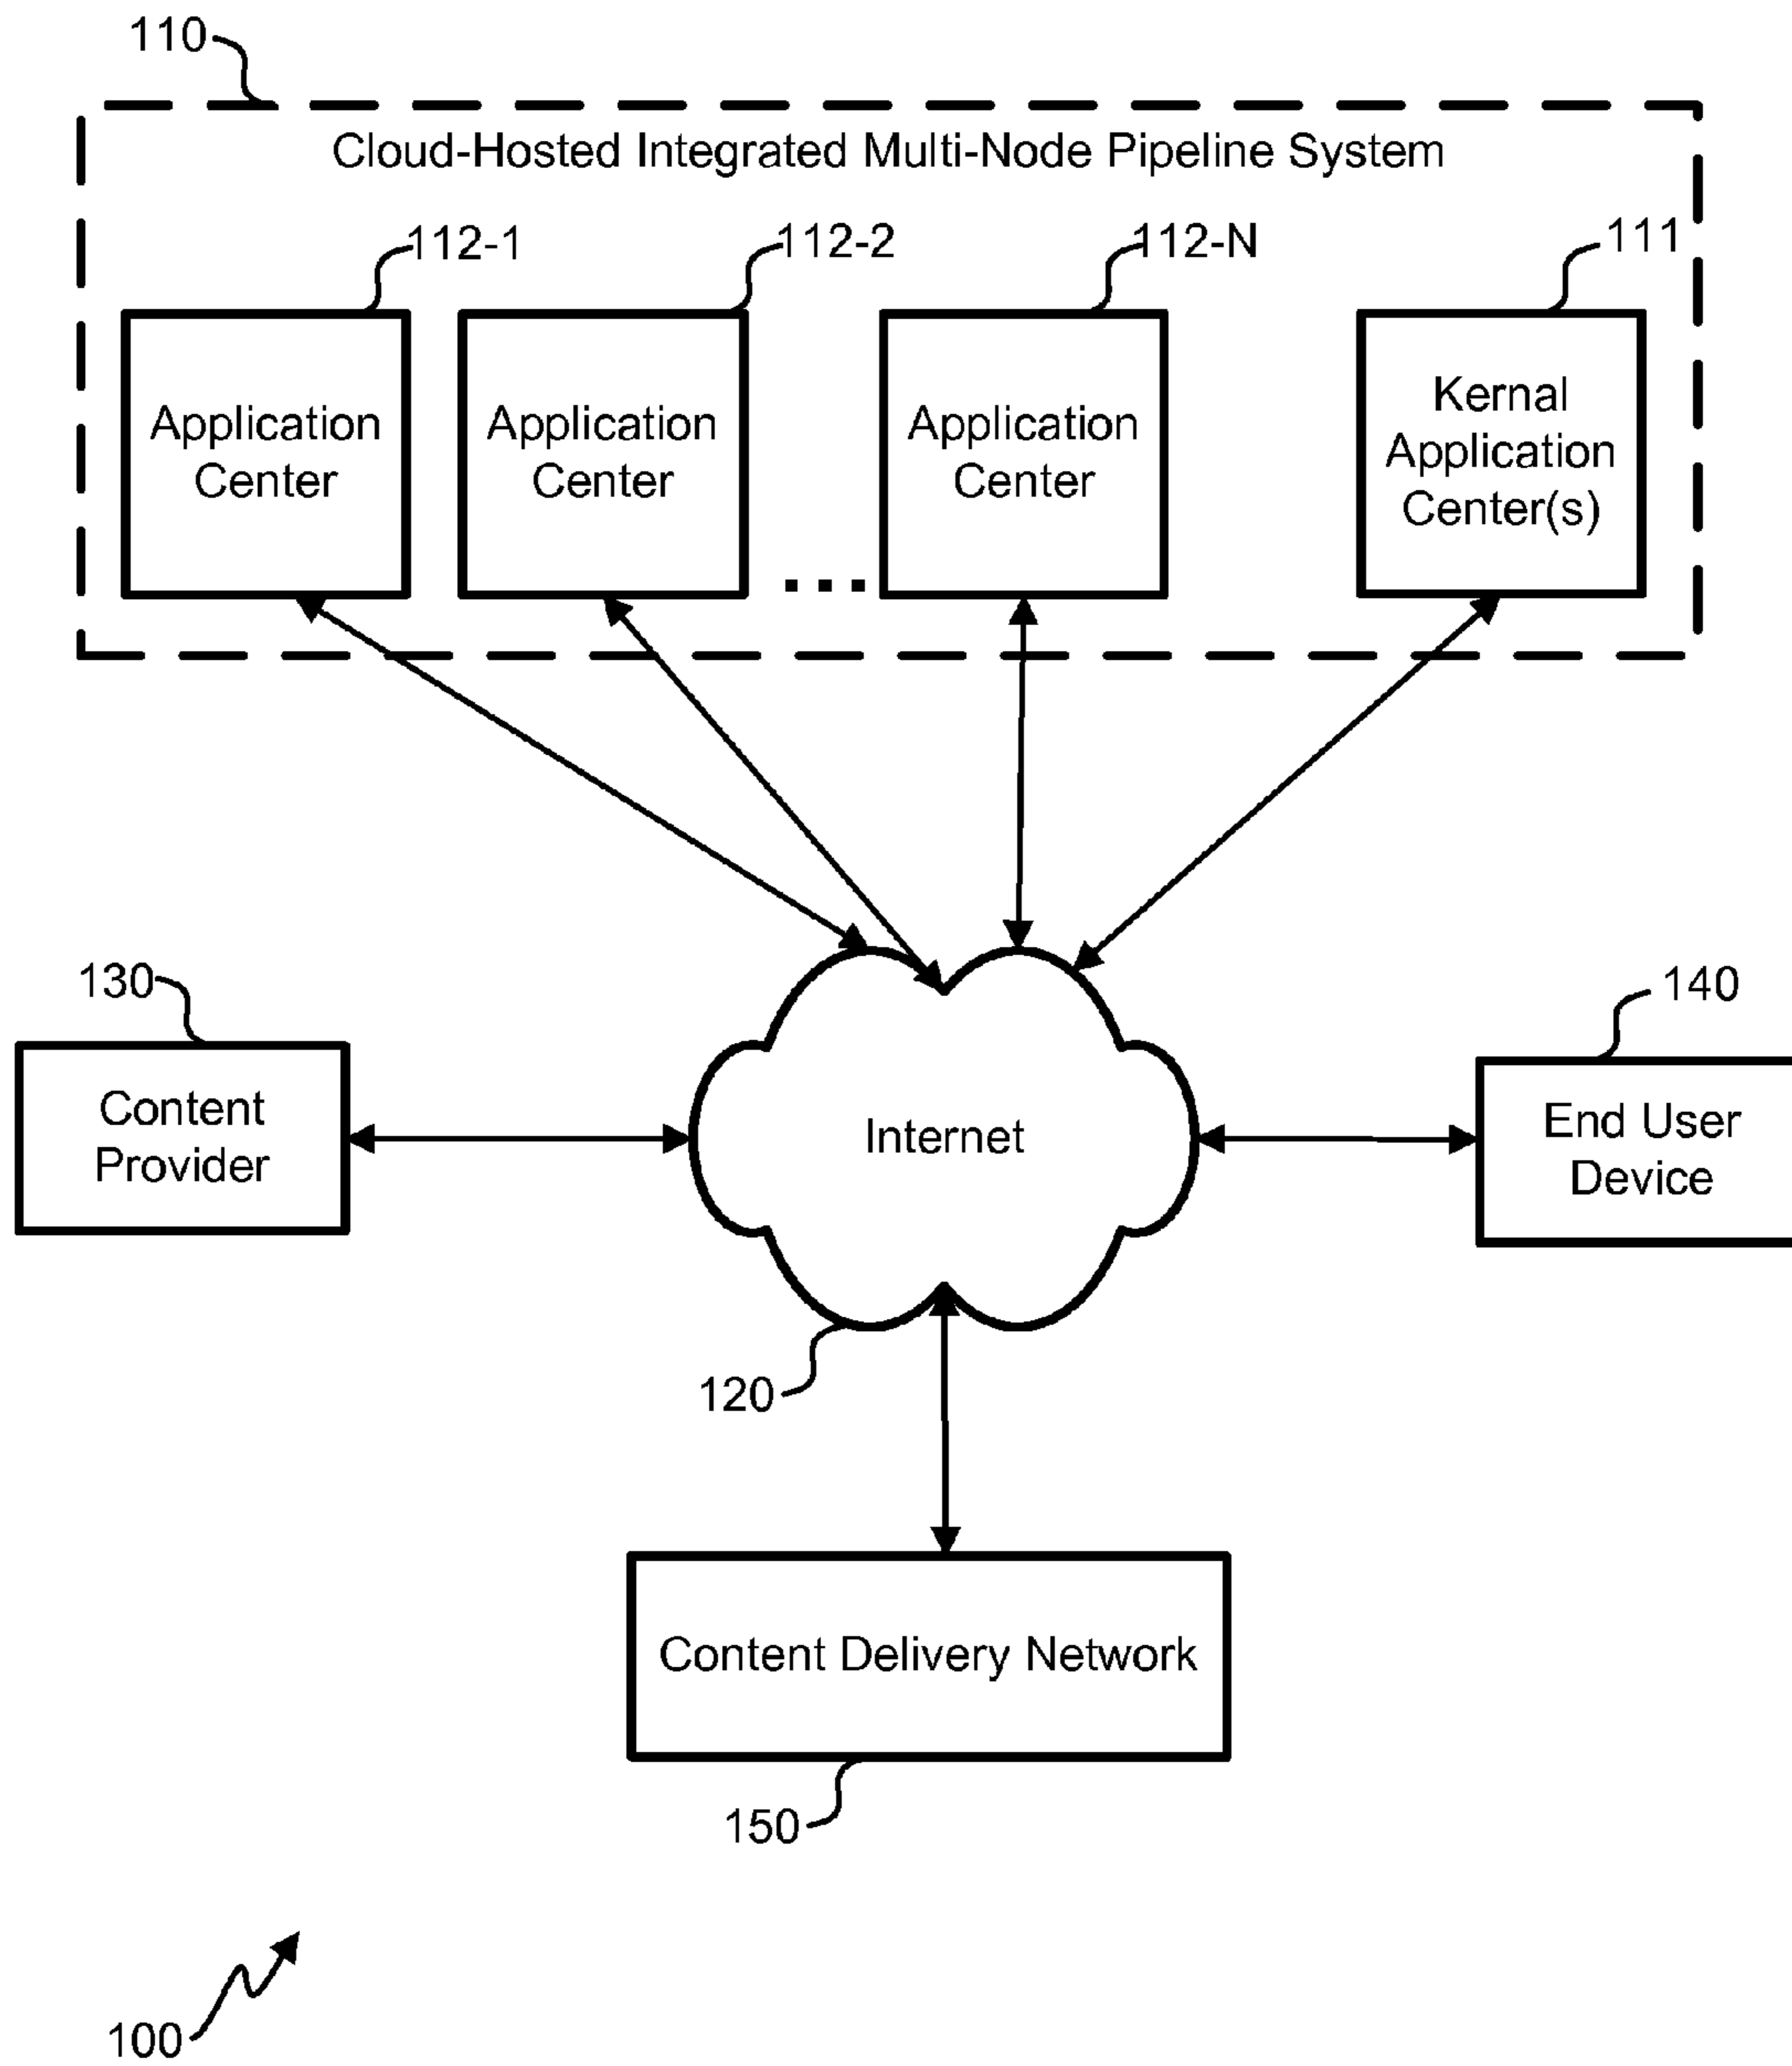 110
Cloud-Hosted Integrated Multi-Node Pipeline System
112-1
112-2
112-N
111
Application
Center
Application
Center
...
Application
Center
Kernal
Application
Center(s)
130
Content
Provider
Internet
140
End User
Device
120
Content Delivery Network
150
100